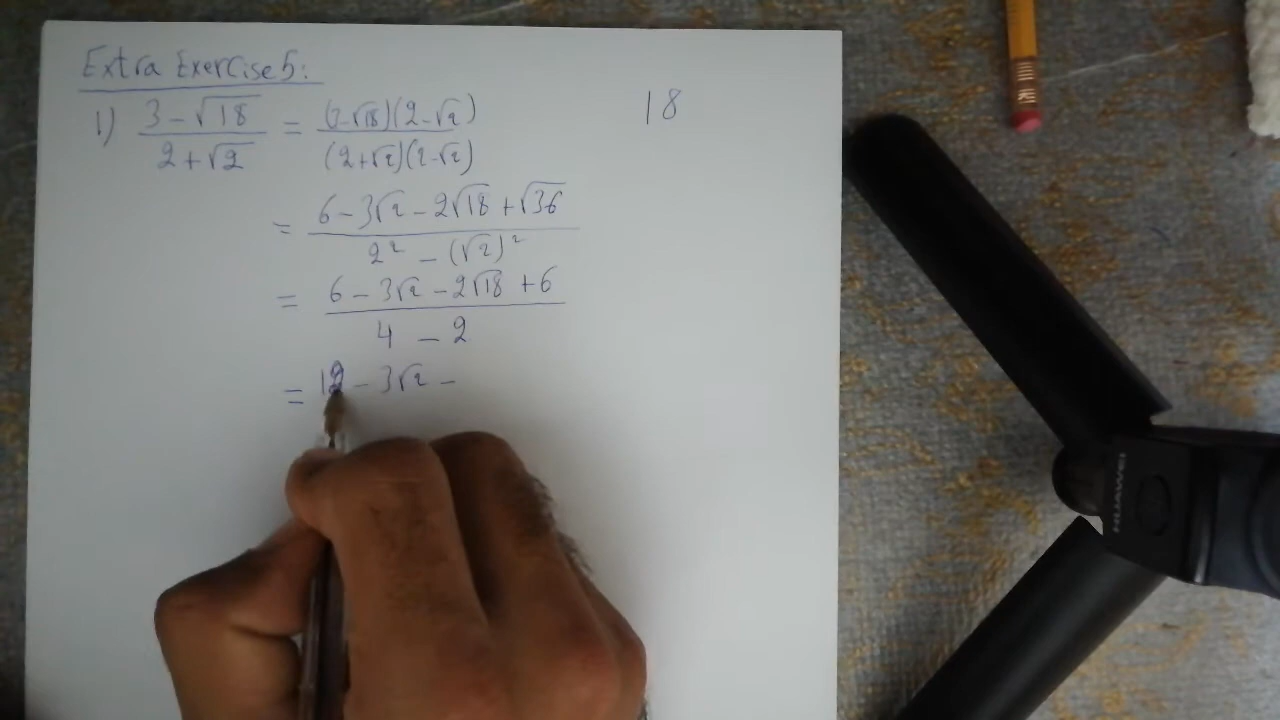 Extra Exercise 5:
1) (3 - √18)/(2 + √2) = ((3-√18)(2-√2))/((2+√2)(2-√2))
18
= (6 - 3√2 - 2√18 + √36)/(2² - (√2)²)
= (6 - 3√2 - 2√18 + 6)/(4 - 2)
= 12 - 3√2 -
HUAWEI